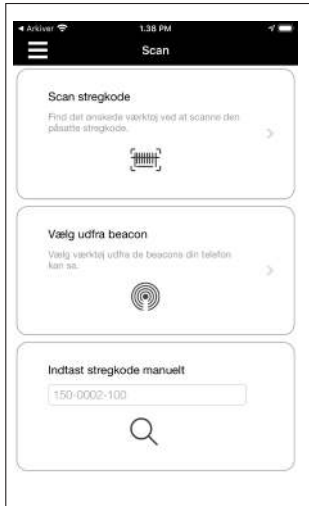 Arkiver
1.38 PM
Scan
Scan stregkode
Find det ønskede værktøj ved at scanne den
påsatte stregkode.
Vælg udfra beacon
Vælg værktøj udfra de beacons din telefon
kan se.
Indtast stregkode manuelt
150-0002-100